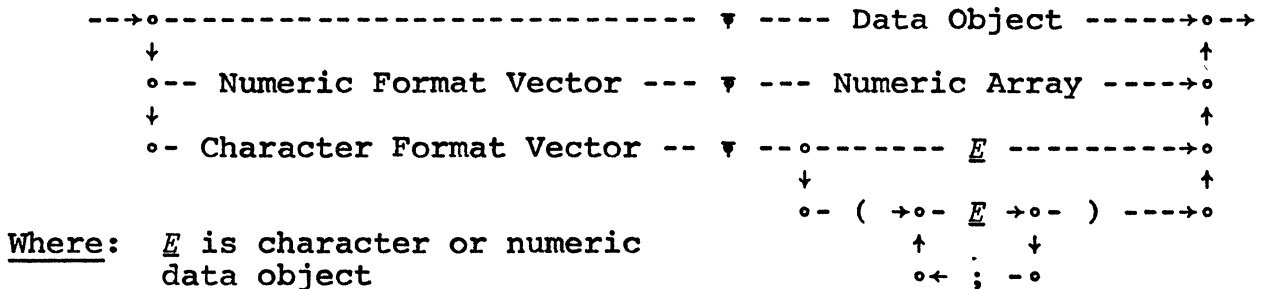 -->o------------------------------ ⍕ ---- Data Object ----->o-->
o-- Numeric Format Vector --- ⍕ --- Numeric Array ---->o
o- Character Format Vector -- ⍕ --o-------- E ---------->o
o- ( →o- E →o- ) ---->o
Where: E is character or numeric
data object o← ; -o